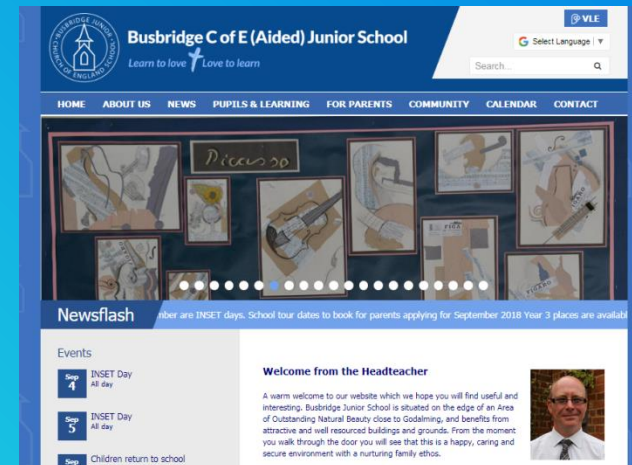 BUSBRIDGE JUNIOR
CHURCH OF ENGLAND SCHOOL
Busbridge C of E (Aided) Junior School
Learn to love Love to learn
VLE
Select Language ▼
Search...
HOME ABOUT US NEWS PUPILS & LEARNING FOR PARENTS COMMUNITY CALENDAR CONTACT
Picasso
Newsflash
mber are INSET days. School tour dates to book for parents applying for September 2018 Year 3 places are availabl
Events
Sep
4
INSET Day
All day
Sep
5
INSET Day
All day
Sep
Children return to school
Welcome from the Headteacher
A warm welcome to our website which we hope you will find useful and
interesting. Busbridge Junior School is situated on the edge of an Area
of Outstanding Natural Beauty close to Godalming, and benefits from
attractive and well resourced buildings and grounds. From the moment
you walk through the door you will see that this is a happy, caring and
secure environment with a nurturing family ethos.